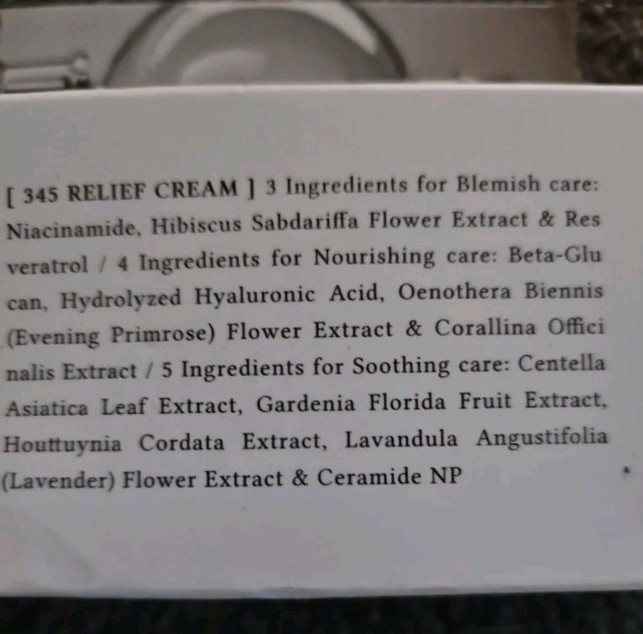 [ 345 RELIEF CREAM ] 3 Ingredients for Blemish care:
Niacinamide, Hibiscus Sabdariffa Flower Extract & Res
veratrol / 4 Ingredients for Nourishing care: Beta-Glu
can, Hydrolyzed Hyaluronic Acid, Oenothera Biennis
(Evening Primrose) Flower Extract & Corallina Offici
nalis Extract / 5 Ingredients for Soothing care: Centella
Asiatica Leaf Extract, Gardenia Florida Fruit Extract,
Houttuynia Cordata Extract, Lavandula Angustifolia
(Lavender) Flower Extract & Ceramide NP